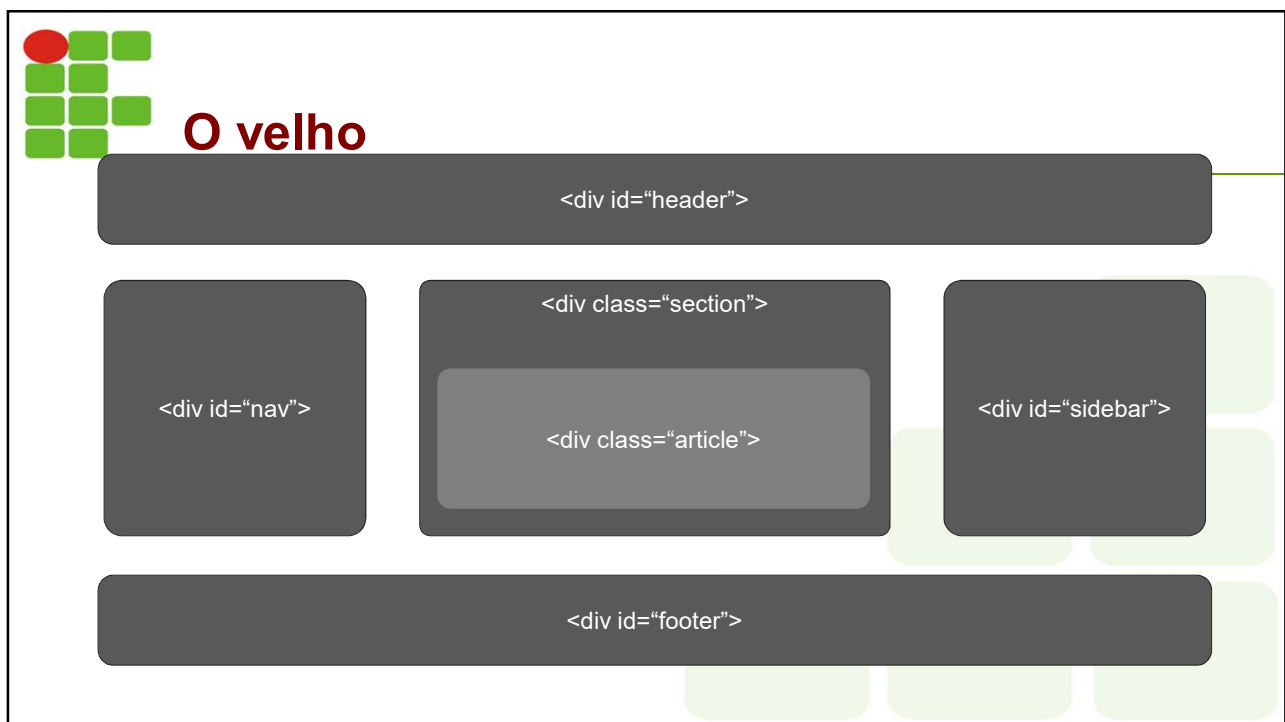 O velho
<div id=“header”>
<div id=“nav”>
<div class=“section”>
<div class=“article”>
<div id=“sidebar”>
<div id=“footer”>